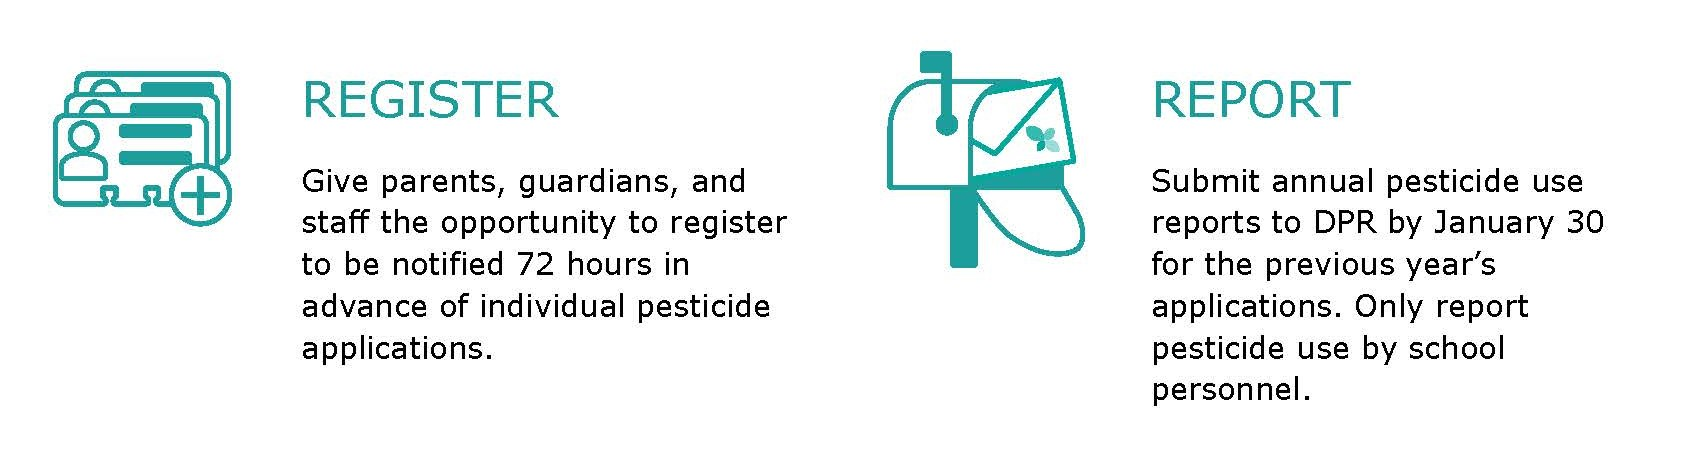 REGISTER
Give parents, guardians, and
staff the opportunity to register
to be notified 72 hours in
advance of individual pesticide
applications.
REPORT
Submit annual pesticide use
reports to DPR by January 30
for the previous year’s
applications. Only report
pesticide use by school
personnel.